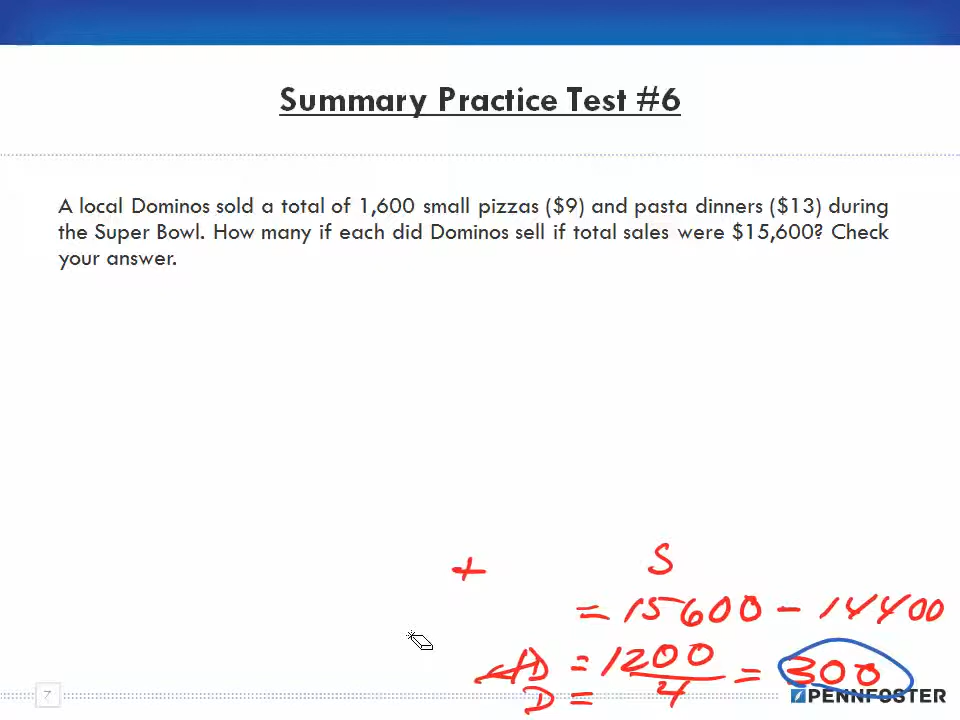 Summary Practice Test #6
A local Dominos sold a total of 1,600 small pizzas ($9) and pasta dinners ($13) during
the Super Bowl. How many if each did Dominos sell if total sales were $15,600? Check
your answer.
+ S
= 15600 - 14400
= 1200 / 4 = 300
D =
7
PENNFOSTER